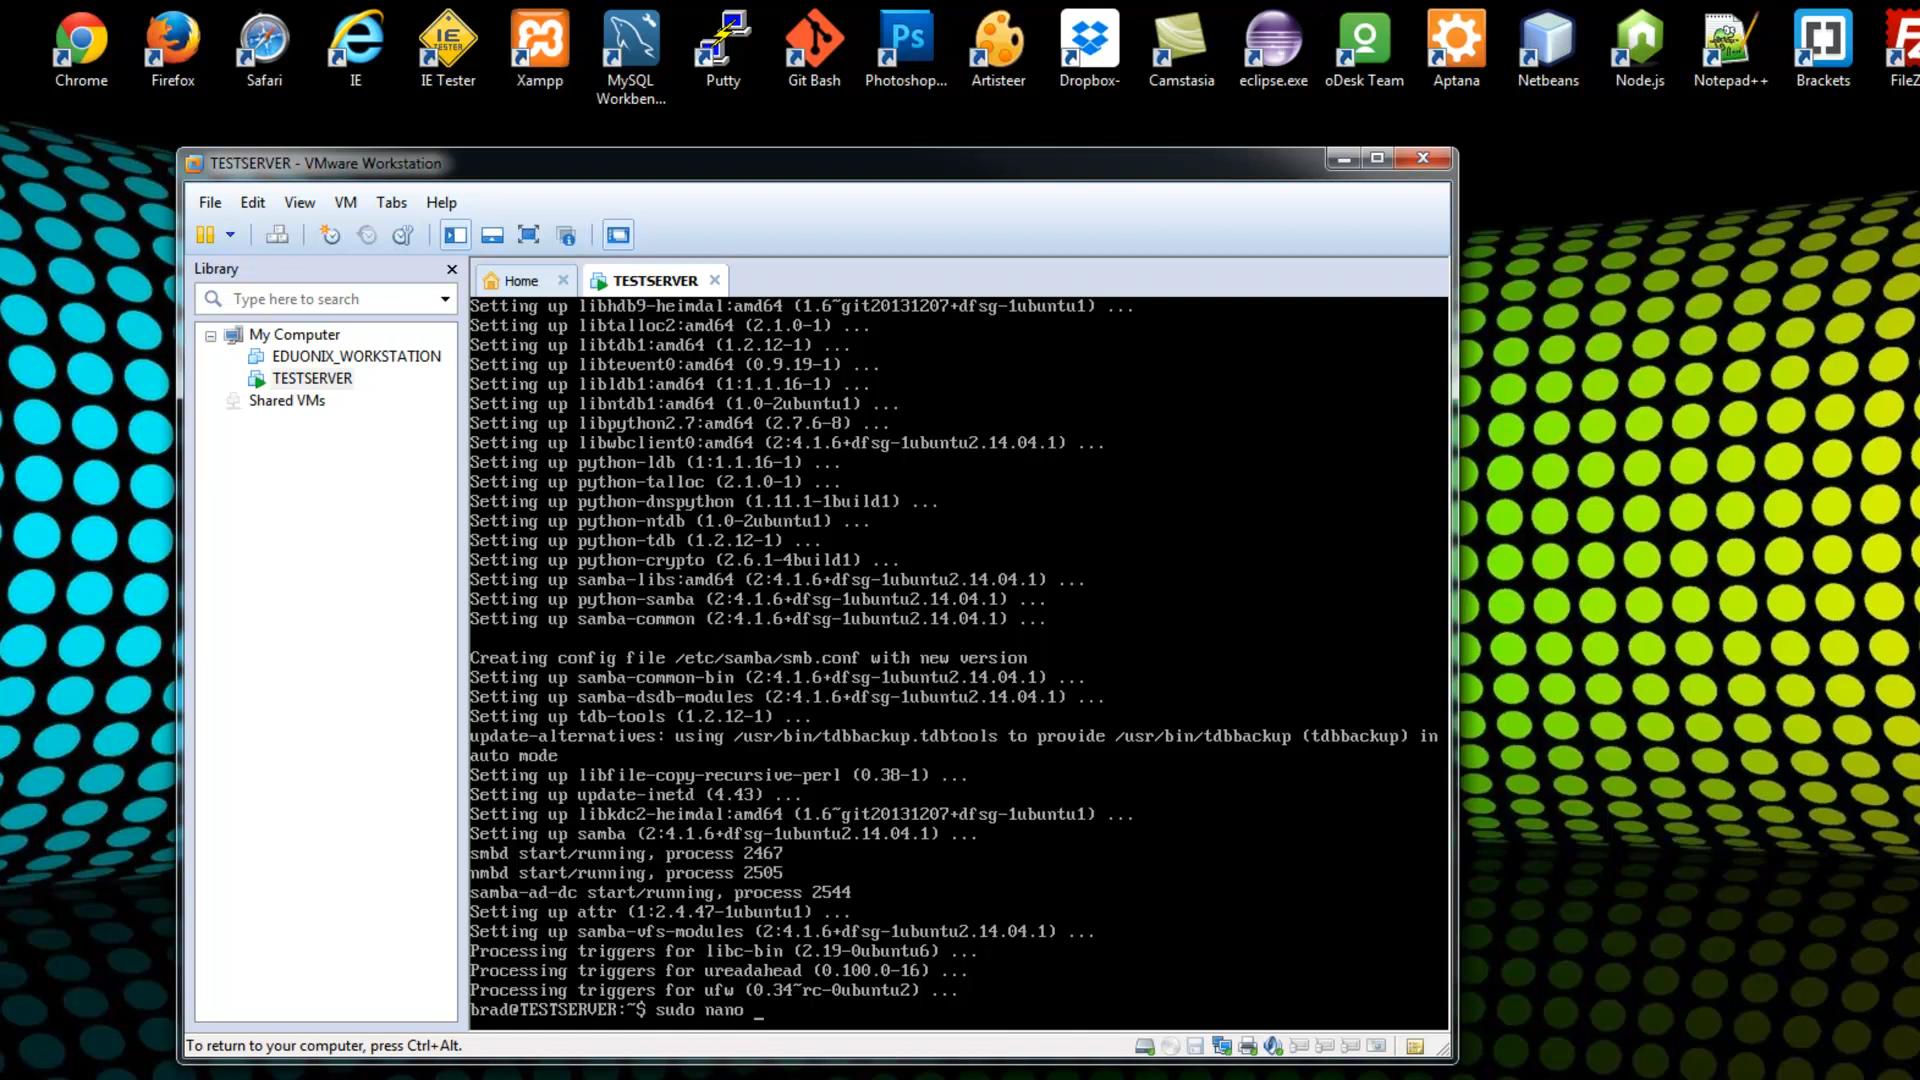 Chrome
Firefox
Safari
IE
IE Tester
Xampp
MySQL
Workben...
Putty
Git Bash
Photoshop...
Artisteer
Dropbox-
Camstasia
eclipse.exe
oDesk Team
Aptana
Netbeans
Node.js
Notepad++
Brackets
FileZ
TESTSERVER - VMware Workstation
File Edit View VM Tabs Help
Library
Type here to search
My Computer
EDUONIX_WORKSTATION
TESTSERVER
Shared VMs
Home
TESTSERVER
Setting up libhdb9-heimdal:amd64 (1.6~git20131207+dfsg-1ubuntu1) ...
Setting up libtalloc2:amd64 (2.1.0-1) ...
Setting up libtdb1:amd64 (1.2.12-1) ...
Setting up libtevent0:amd64 (0.9.19-1) ...
Setting up libldb1:amd64 (1:1.1.16-1) ...
Setting up libntdb1:amd64 (1.0-2ubuntu1) ...
Setting up libpython2.7:amd64 (2.7.6-8) ...
Setting up libwbclient0:amd64 (2:4.1.6+dfsg-1ubuntu2.14.04.1) ...
Setting up python-ldb (1:1.1.16-1) ...
Setting up python-talloc (2.1.0-1) ...
Setting up python-dnspython (1.11.1-1build1) ...
Setting up python-ntdb (1.0-2ubuntu1) ...
Setting up python-tdb (1.2.12-1) ...
Setting up python-crypto (2.6.1-4build1) ...
Setting up samba-libs:amd64 (2:4.1.6+dfsg-1ubuntu2.14.04.1) ...
Setting up python-samba (2:4.1.6+dfsg-1ubuntu2.14.04.1) ...
Setting up samba-common (2:4.1.6+dfsg-1ubuntu2.14.04.1) ...
Creating config file /etc/samba/smb.conf with new version
Setting up samba-common-bin (2:4.1.6+dfsg-1ubuntu2.14.04.1) ...
Setting up samba-dsdb-modules (2:4.1.6+dfsg-1ubuntu2.14.04.1) ...
Setting up tdb-tools (1.2.12-1) ...
update-alternatives: using /usr/bin/tdbbackup.tdbtools to provide /usr/bin/tdbbackup (tdbbackup) in
auto mode
Setting up libfile-copy-recursive-perl (0.38-1) ...
Setting up update-inetd (4.43) ...
Setting up libkdc2-heimdal:amd64 (1.6~git20131207+dfsg-1ubuntu1) ...
Setting up samba (2:4.1.6+dfsg-1ubuntu2.14.04.1) ...
smbd start/running, process 2467
nmbd start/running, process 2505
samba-ad-dc start/running, process 2544
Setting up attr (1:2.4.47-1ubuntu1) ...
Setting up samba-vfs-modules (2:4.1.6+dfsg-1ubuntu2.14.04.1) ...
Processing triggers for libc-bin (2.19-0ubuntu6) ...
Processing triggers for ureadahead (0.100.0-16) ...
Processing triggers for ufw (0.34~rc-0ubuntu2) ...
brad@TESTSERVER:~$ sudo nano _
To return to your computer, press Ctrl+Alt.